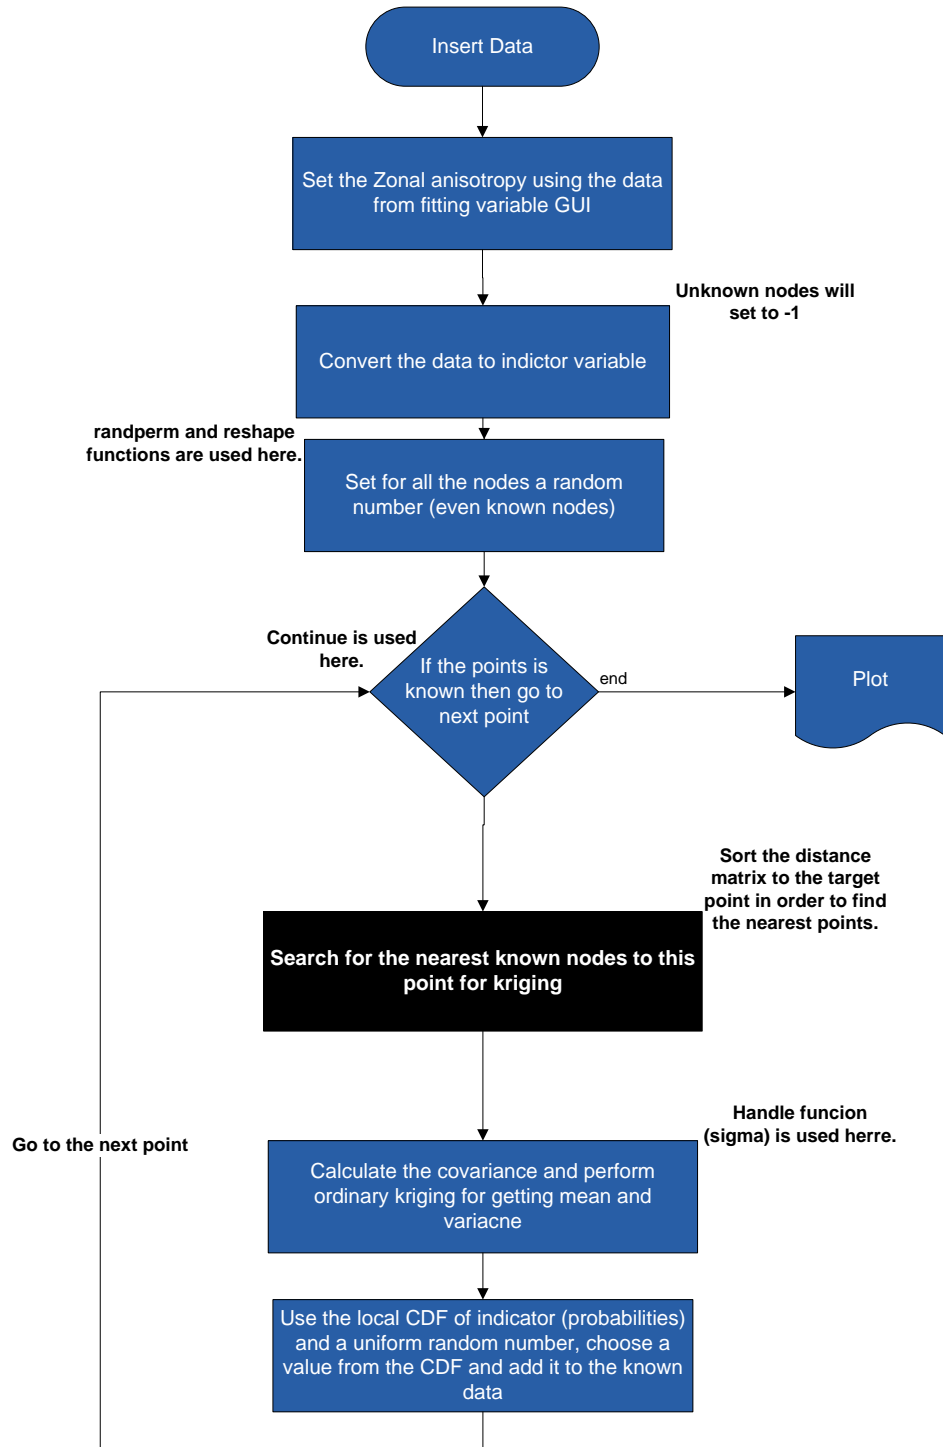 Insert Data
Set the Zonal anisotropy using the data
from fitting variable GUI
Unknown nodes will
set to -1
Convert the data to indictor variable
randperm and reshape
functions are used here.
Set for all the nodes a random
number (even known nodes)
Continue is used
here.
If the points is
known then go to
next point
end
Plot
Sort the distance
matrix to the target
point in order to find
the nearest points.
Search for the nearest known nodes to this
point for kriging
Handle funcion
(sigma) is used herre.
Go to the next point
Calculate the covariance and perform
ordinary kriging for getting mean and
variacne
Use the local CDF of indicator (probabilities)
and a uniform random number, choose a
value from the CDF and add it to the known
data